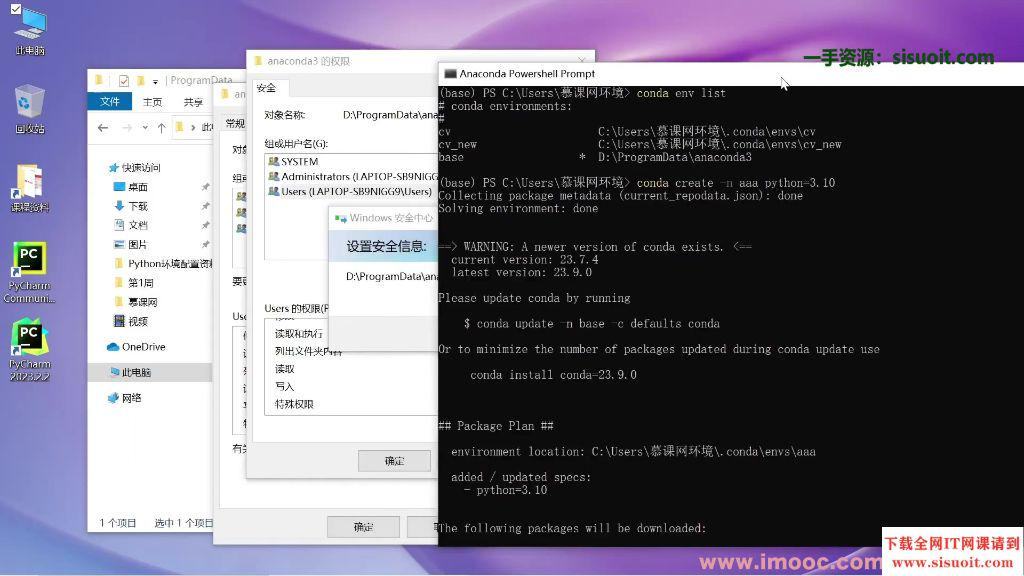 此电脑
回收站
课程资料
PyCharm
Communi...
PyCharm
2023.2.2
ProgramData
文件
主页
共享
快速访问
桌面
下载
文档
图片
Python环境配置资料
第1周
慕课网
视频
OneDrive
此电脑
网络
1 个项目
选中 1 个项目
常规
确定
anaconda3 的权限
安全
对象名称:
D:\ProgramData\ana
组或用户名(G):
SYSTEM
Administrators (LAPTOP-SB9NIGG
Users (LAPTOP-SB9NIGG9\Users)
Windows 安全中心
设置安全信息:
D:\ProgramData\ana
Users 的权限(P
读取和执行
列出文件夹内容
读取
写入
特殊权限
确定
Anaconda Powershell Prompt
(base) PS C:\Users\慕课网环境> conda env list
# conda environments:
#
cv C:\Users\慕课网环境\.conda\envs\cv
cv_new C:\Users\慕课网环境\.conda\envs\cv_new
base * D:\ProgramData\anaconda3
(base) PS C:\Users\慕课网环境> conda create -n aaa python=3.10
Collecting package metadata (current_repodata.json): done
Solving environment: done
==> WARNING: A newer version of conda exists. <==
current version: 23.7.4
latest version: 23.9.0
Please update conda by running
$ conda update -n base -c defaults conda
Or to minimize the number of packages updated during conda update use
conda install conda=23.9.0
## Package Plan ##
environment location: C:\Users\慕课网环境\.conda\envs\aaa
added / updated specs:
- python=3.10
The following packages will be downloaded:
一手资源：sisuoit.com
www.imooc.com
下载全网IT网课请到
www.sisuoit.com